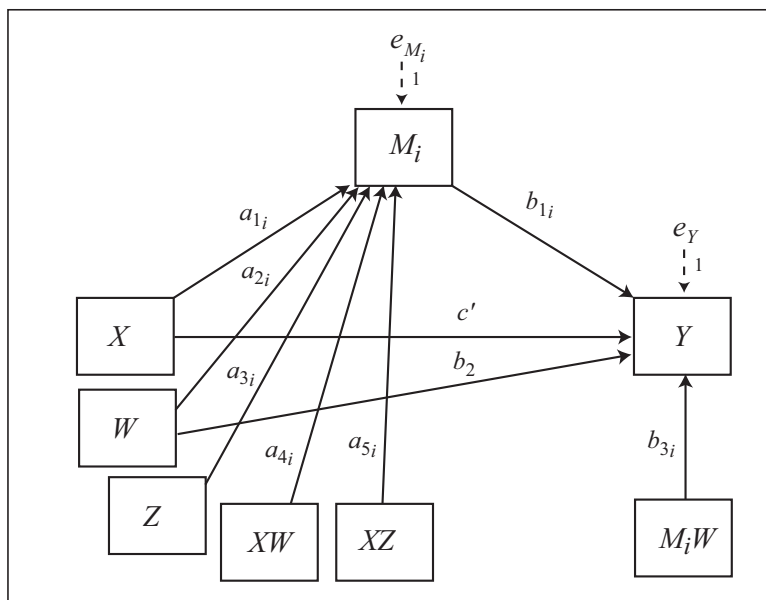 e_{M_i}
1
M_i
a_{1_i}
b_{1_i}
a_{2_i}
e_Y
1
X
c′
Y
a_{3_i}
b_2
W
a_{4_i}
a_{5_i}
b_{3_i}
Z
XW
XZ
M_iW